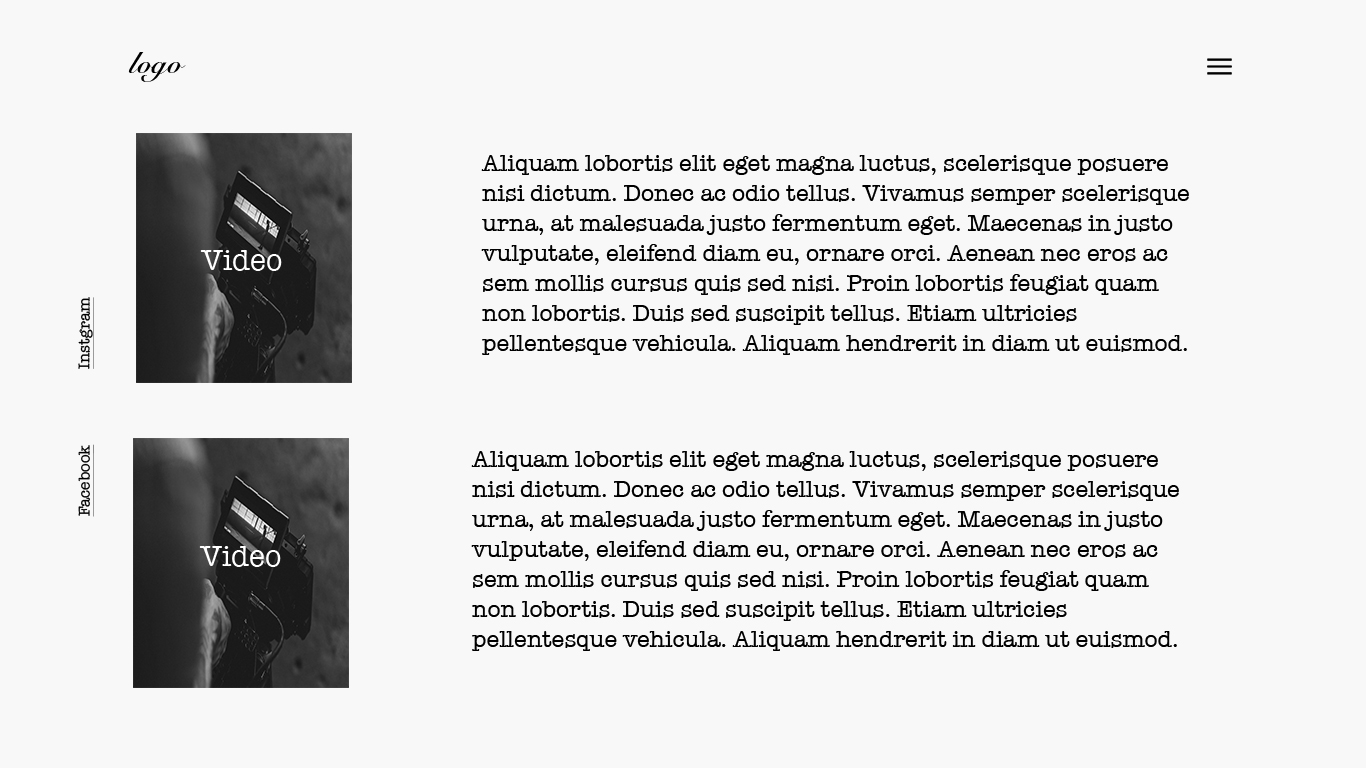 logo
Video
Aliquam lobortis elit eget magna luctus, scelerisque posuere
nisi dictum. Donec ac odio tellus. Vivamus semper scelerisque
urna, at malesuada justo fermentum eget. Maecenas in justo
vulputate, eleifend diam eu, ornare orci. Aenean nec eros ac
sem mollis cursus quis sed nisi. Proin lobortis feugiat quam
non lobortis. Duis sed suscipit tellus. Etiam ultricies
pellentesque vehicula. Aliquam hendrerit in diam ut euismod.
Instgram
Facebook
Video
Aliquam lobortis elit eget magna luctus, scelerisque posuere
nisi dictum. Donec ac odio tellus. Vivamus semper scelerisque
urna, at malesuada justo fermentum eget. Maecenas in justo
vulputate, eleifend diam eu, ornare orci. Aenean nec eros ac
sem mollis cursus quis sed nisi. Proin lobortis feugiat quam
non lobortis. Duis sed suscipit tellus. Etiam ultricies
pellentesque vehicula. Aliquam hendrerit in diam ut euismod.